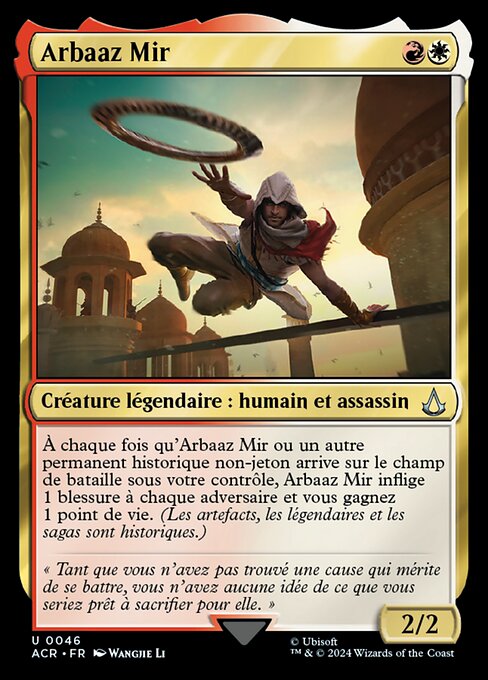 Arbaaz Mir
Créature légendaire : humain et assassin
À chaque fois qu'Arbaaz Mir ou un autre
permanent historique non-jeton arrive sur le champ
de bataille sous votre contrôle, Arbaaz Mir inflige
1 blessure à chaque adversaire et vous gagnez
1 point de vie. (Les artefacts, les légendaires et les
sagas sont historiques.)
« Tant que vous n'avez pas trouvé une cause qui mérite
de se battre, vous n'avez aucune idée de ce que vous
seriez prêt à sacrifier pour elle. »
2/2
U 0046
ACR • FR Wangjie Li
© Ubisoft
™ & © 2024 Wizards of the Coast